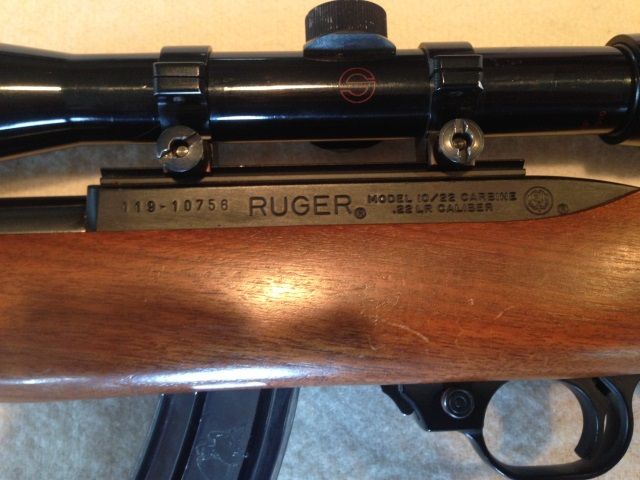 119-10756 RUGER® MODEL 10/22 CARBINE
.22 LR CALIBER